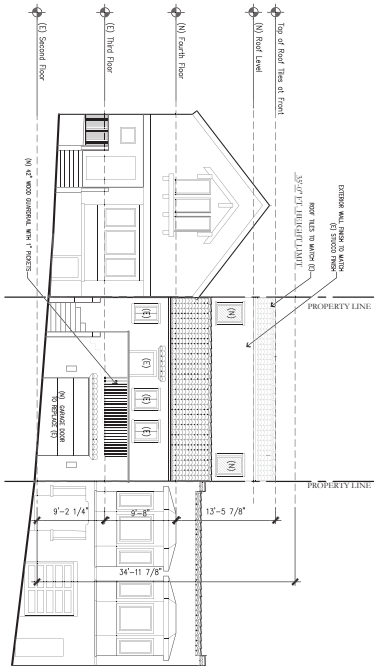 Top of Roof Tiles at Front
(N) Roof Level
(N) Fourth Floor
(E) Third Floor
(E) Second Floor
EXTERIOR WALL FINISH TO MATCH
(E) STUCCO FINISH
ROOF TILES TO MATCH (E)
35'-0" FT. HEIGHT LIMIT
(N) 42" WOOD GUARDRAIL WITH 1" PICKETS
PROPERTY LINE
PROPERTY LINE
(N)
(N)
(E)
(E)
(E)
(E)
(N) GARAGE DOOR
TO REPLACE (E)
9'-2 1/4"
9'-8"
13'-5 7/8"
34'-11 7/8"